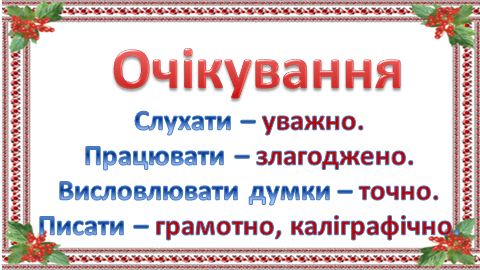 Очікування
Слухати – уважно.
Працювати – злагоджено.
Висловлювати думки – точно.
Писати – грамотно, каліграфічно.